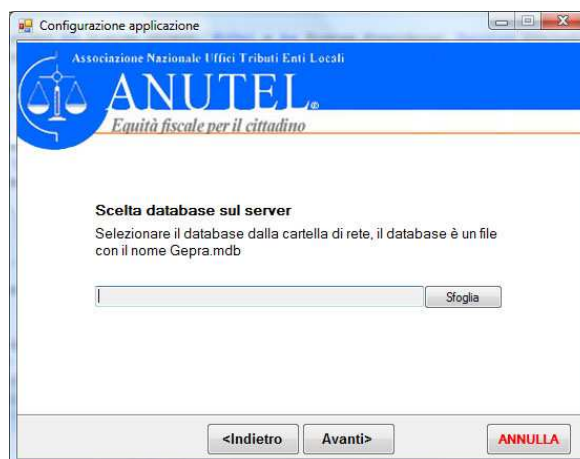 Configurazione applicazione
Associazione Nazionale Uffici Tributi Enti Locali
ANUTEL®
Equità fiscale per il cittadino
Scelta database sul server
Selezionare il database dalla cartella di rete, il database è un file
con il nome Gepra.mdb
Sfoglia
<Indietro
Avanti>
ANNULLA